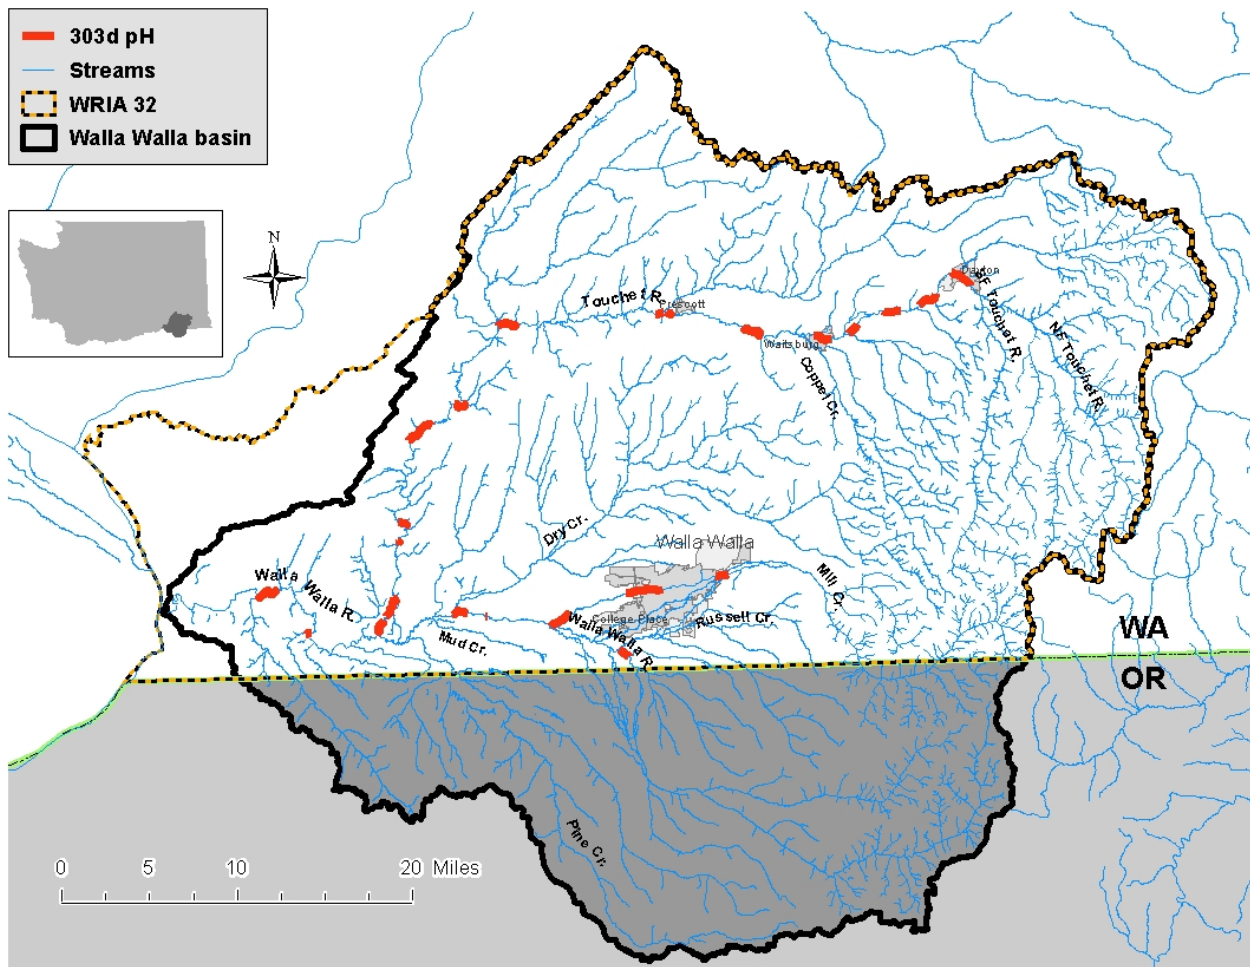 303d pH
Streams
WRIA 32
Walla Walla basin
N
Touchet R.
Prescott
Dayton
SF Touchet R.
NF Touchet R.
Waitsburg
Coppei Cr.
Dry Cr.
Walla Walla
Mill Cr.
Walla Walla R.
College Place
Russell Cr.
Walla Walla R.
Mud Cr.
WA
OR
Pine Cr.
0 5 10 20 Miles